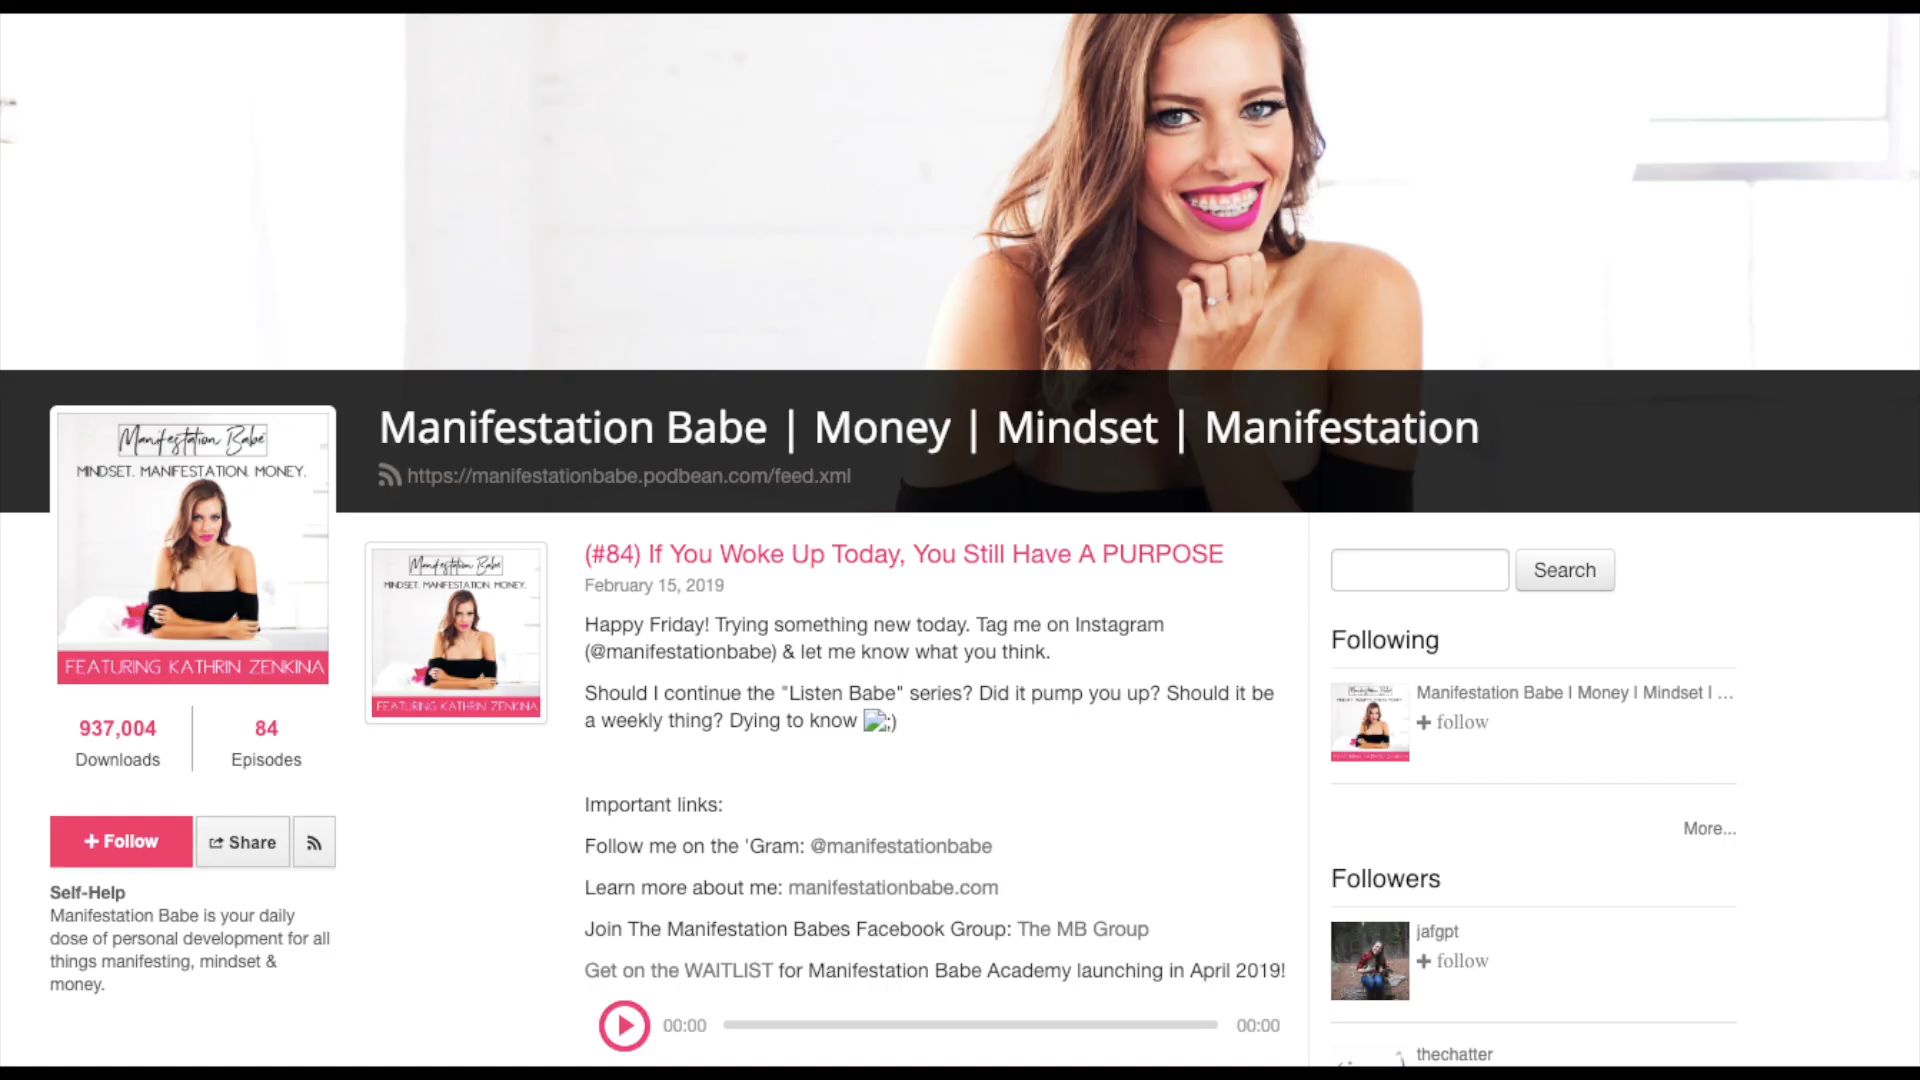 Manifestation Babe | Money | Mindset | Manifestation
https://manifestationbabe.podbean.com/feed.xml
Manifestation Babe
MINDSET. MANIFESTATION. MONEY.
FEATURING KATHRIN ZENKINA
937,004
Downloads
84
Episodes
+ Follow
Share
Self-Help
Manifestation Babe is your daily
dose of personal development for all
things manifesting, mindset &
money.
Manifestation Babe
MINDSET. MANIFESTATION. MONEY.
FEATURING KATHRIN ZENKINA
(#84) If You Woke Up Today, You Still Have A PURPOSE
February 15, 2019
Happy Friday! Trying something new today. Tag me on Instagram
(@manifestationbabe) & let me know what you think.
Should I continue the "Listen Babe" series? Did it pump you up? Should it be
a weekly thing? Dying to know ;)
Important links:
Follow me on the 'Gram: @manifestationbabe
Learn more about me: manifestationbabe.com
Join The Manifestation Babes Facebook Group: The MB Group
Get on the WAITLIST for Manifestation Babe Academy launching in April 2019!
00:00
00:00
Search
Following
Manifestation Babe | Money | Mindset | ...
+ follow
More...
Followers
jafgpt
+ follow
thechatter